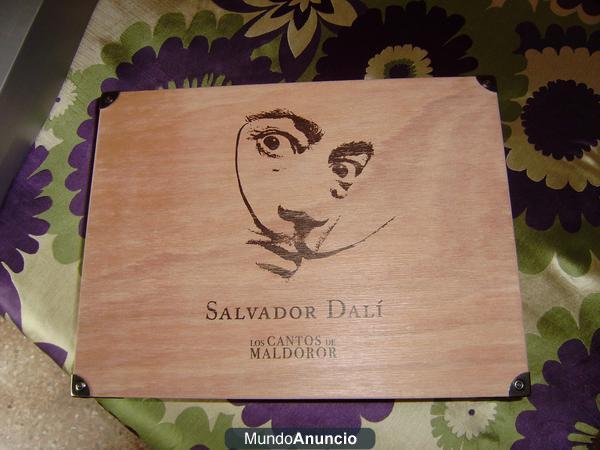 SALVADOR DALÍ
LOS CANTOS DE
MALDOROR
MundoAnuncio